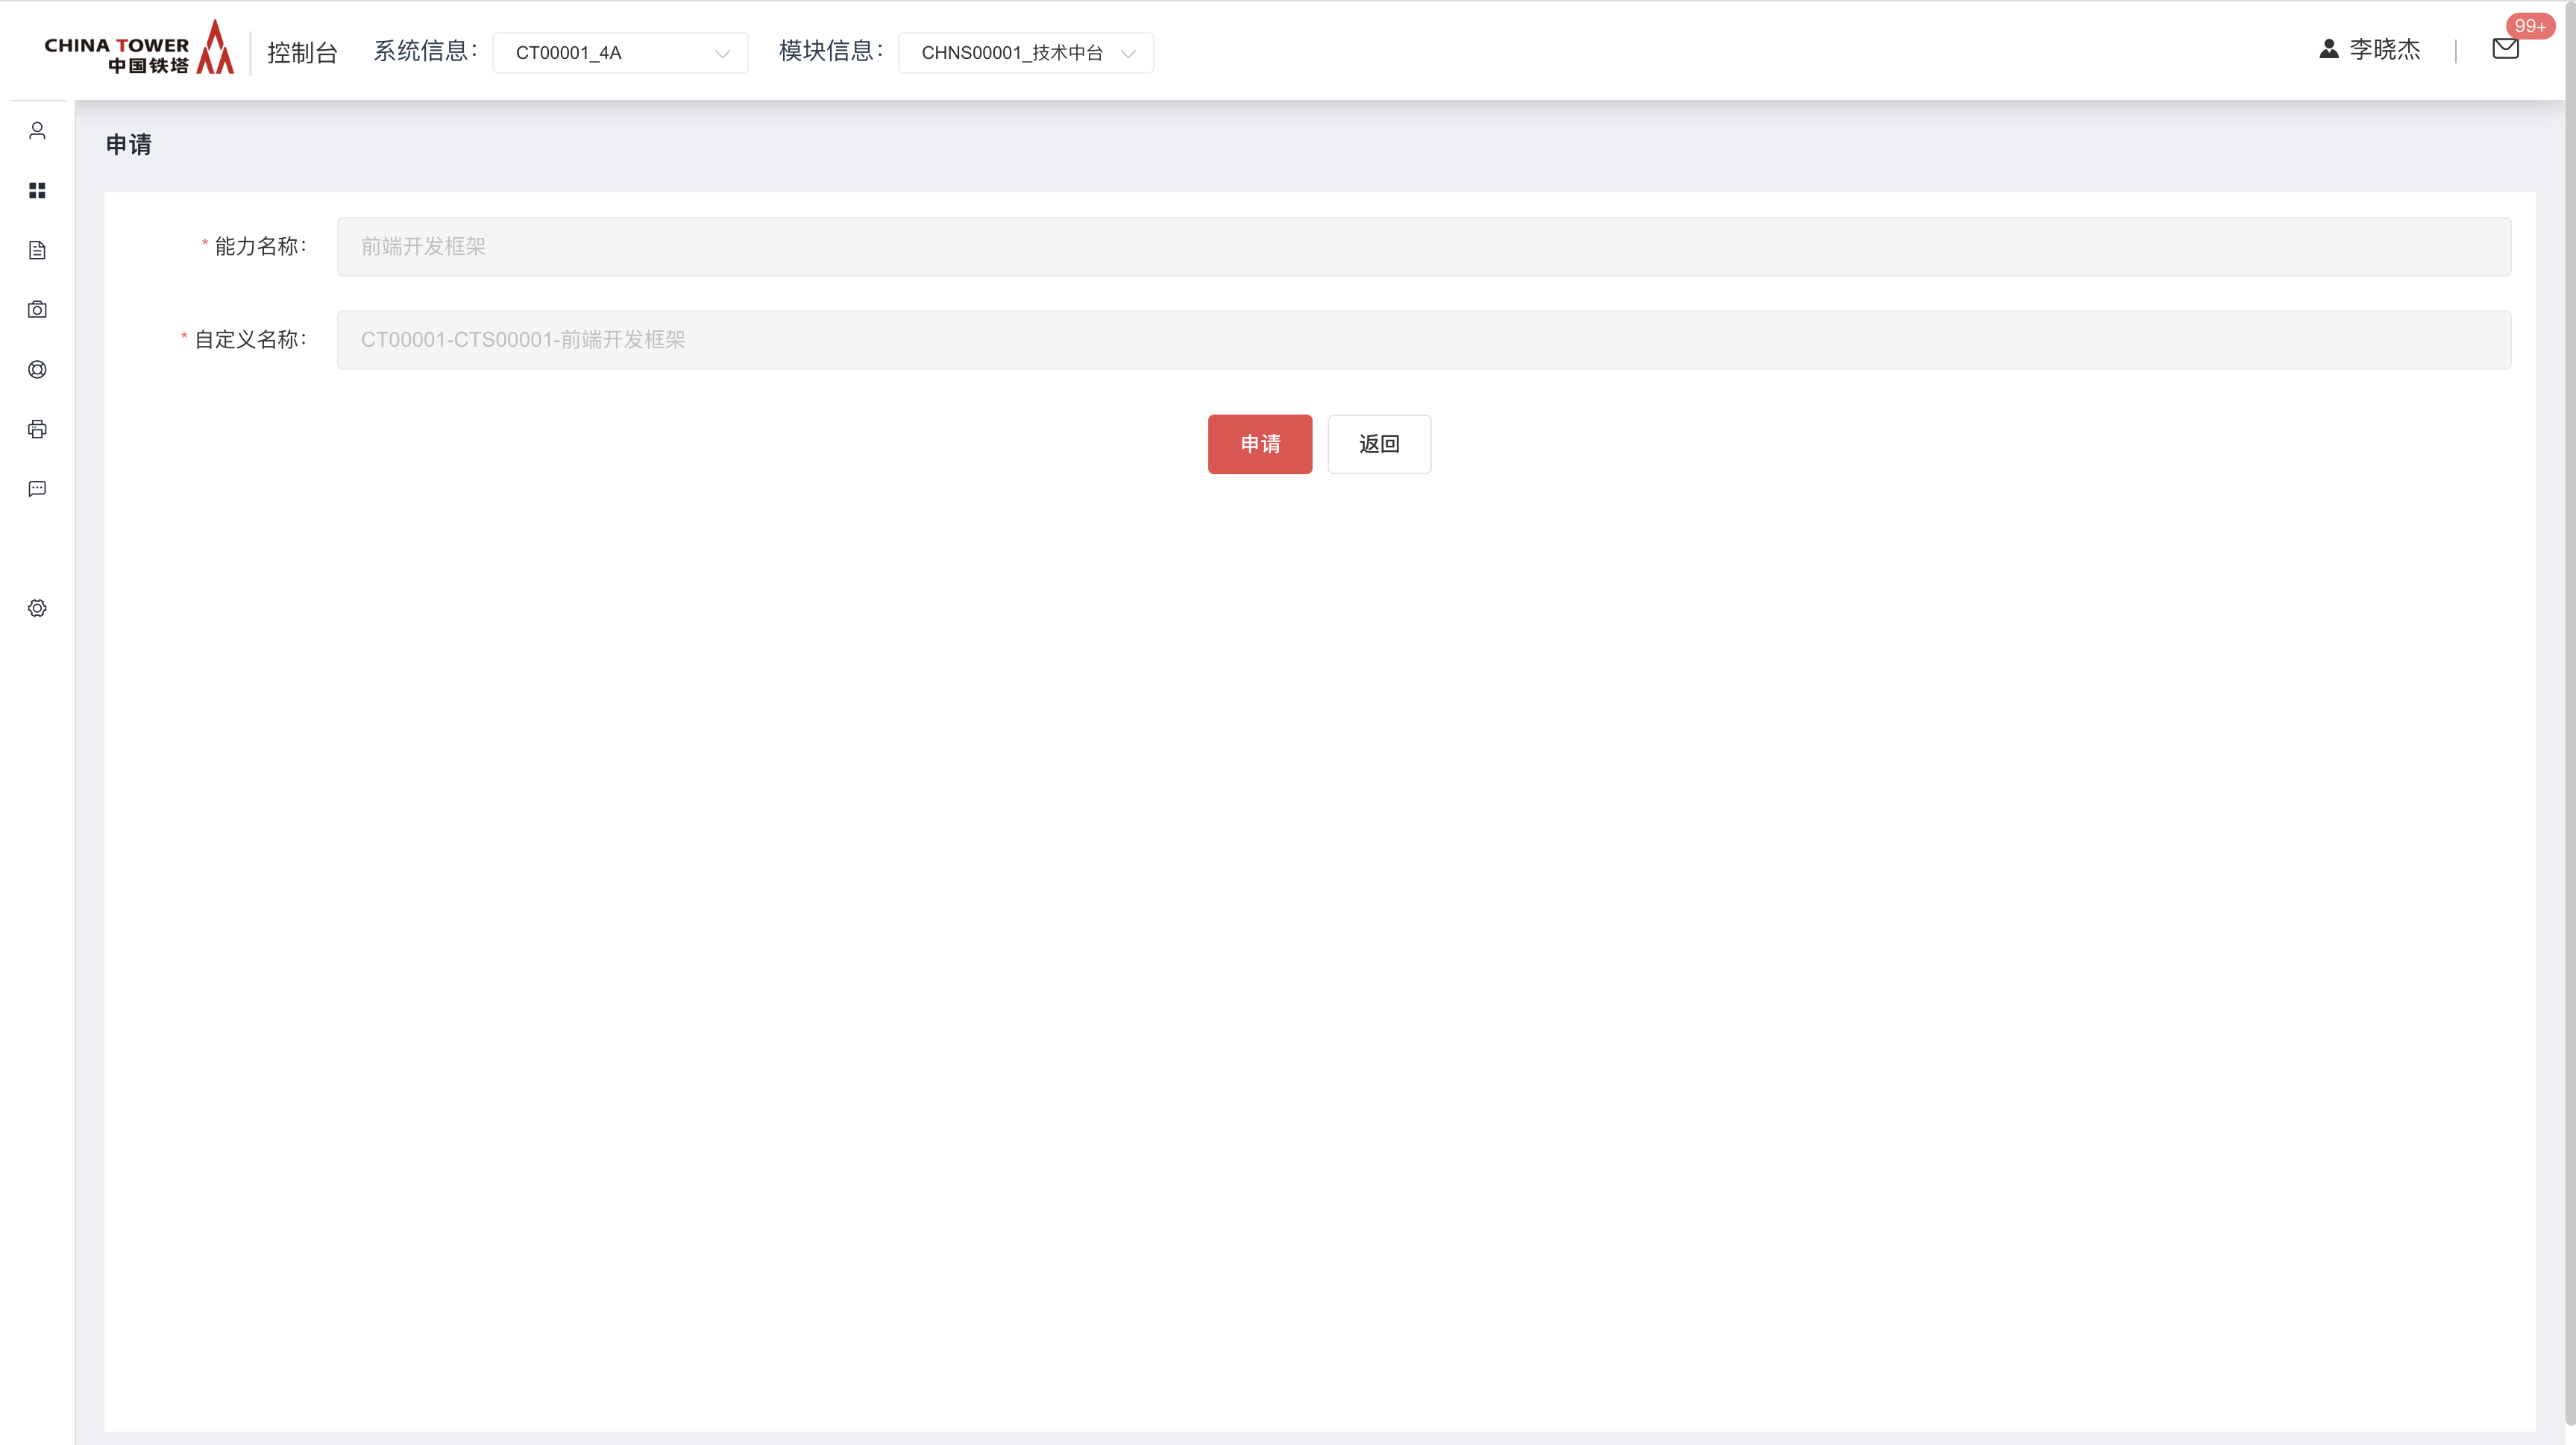 CHINA TOWER
中国铁塔
控制台
系统信息：
CT00001_4A
模块信息：
CHNS00001_技术中台
李晓杰
99+
申请
* 能力名称：
前端开发框架
* 自定义名称：
CT00001-CTS00001-前端开发框架
申请
返回